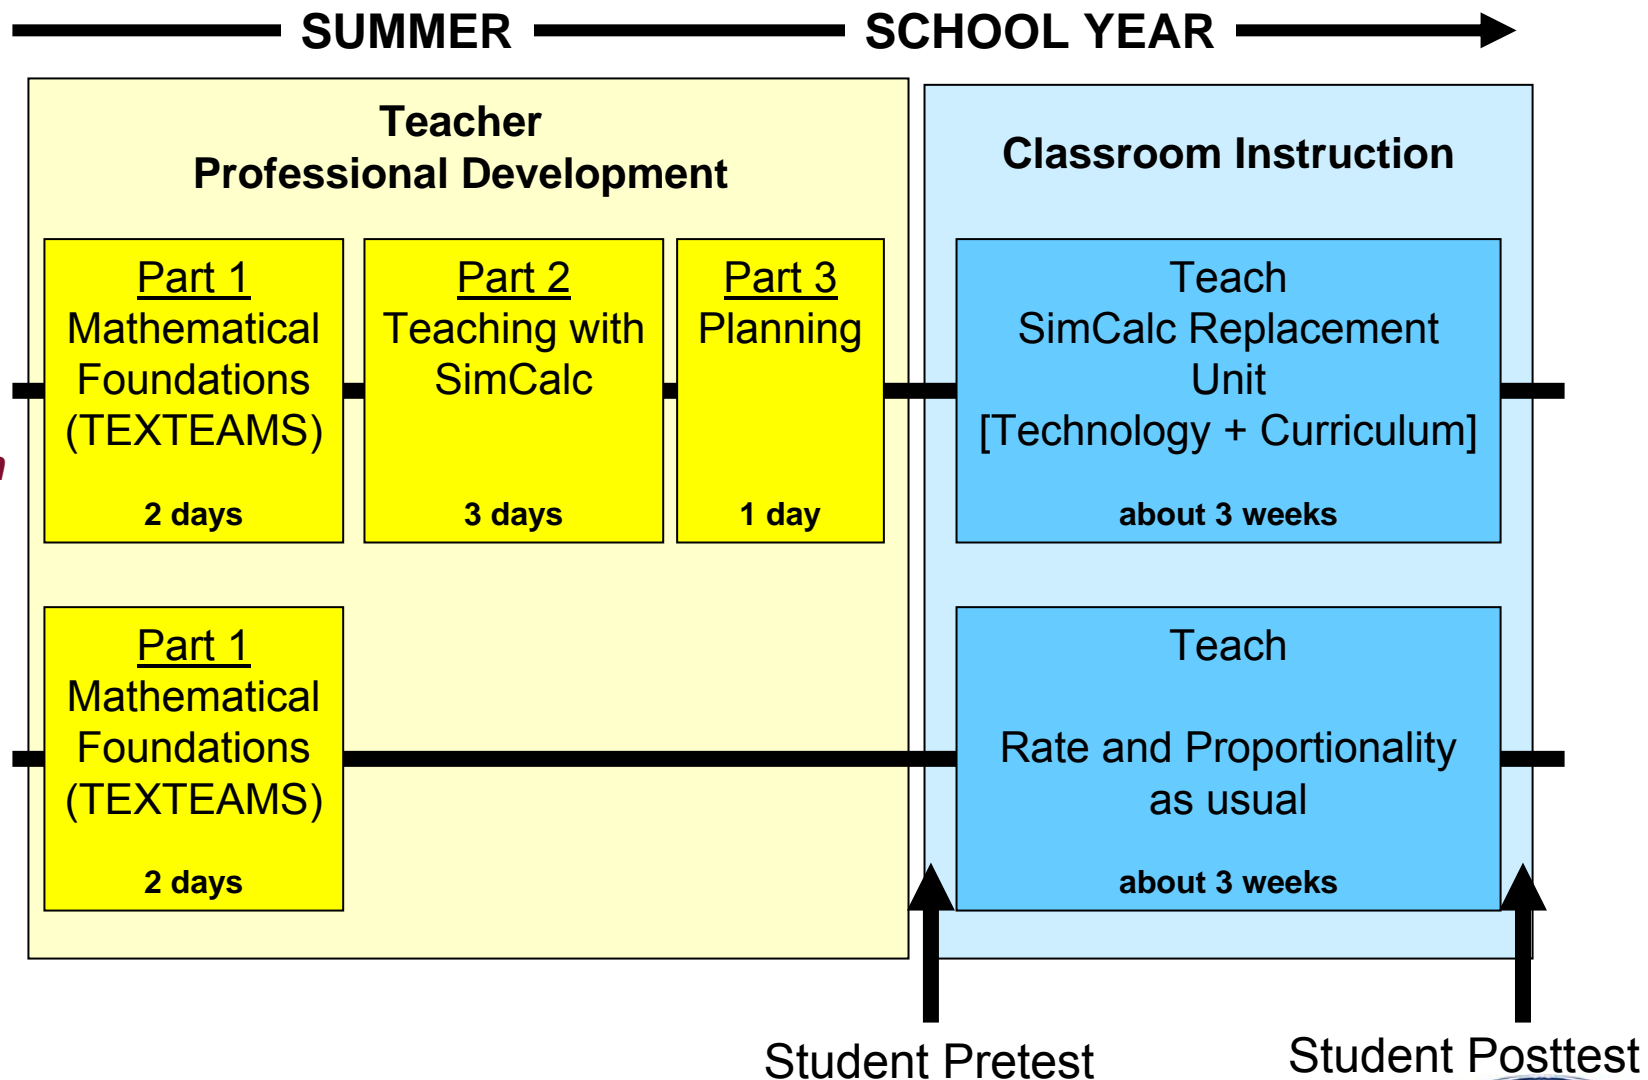 SUMMER
SCHOOL YEAR
Teacher
Professional Development
Classroom Instruction
Part 1
Mathematical
Foundations
(TEXTEAMS)
2 days
Part 2
Teaching with
SimCalc
3 days
Part 3
Planning
1 day
Teach
SimCalc Replacement
Unit
[Technology + Curriculum]
about 3 weeks
Part 1
Mathematical
Foundations
(TEXTEAMS)
2 days
Teach
Rate and Proportionality
as usual
about 3 weeks
Student Pretest
Student Posttest